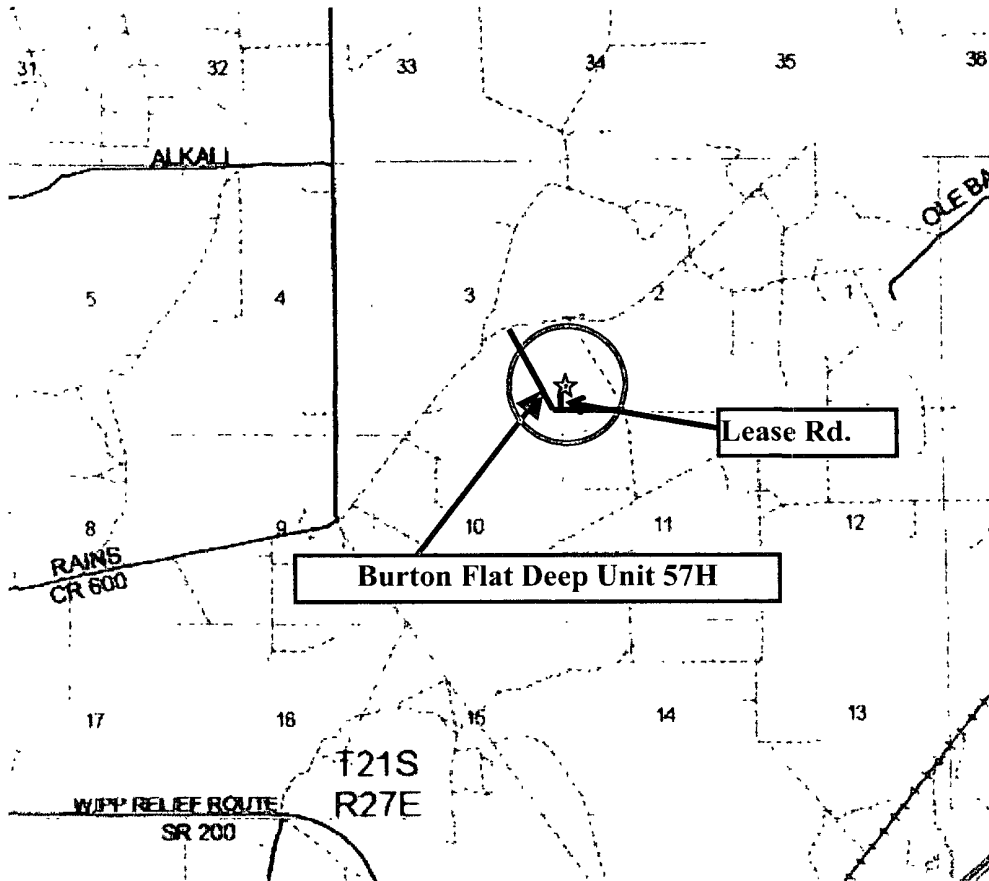 31 32 33 34 35 36
ALKALI
OLE BA
5 4 3 2 1
Lease Rd.
8 9 10 11 12
RAINS
CR 600
Burton Flat Deep Unit 57H
17 16 15 14 13
T21S
R27E
WIPP RELIEF ROUTE
SR 200